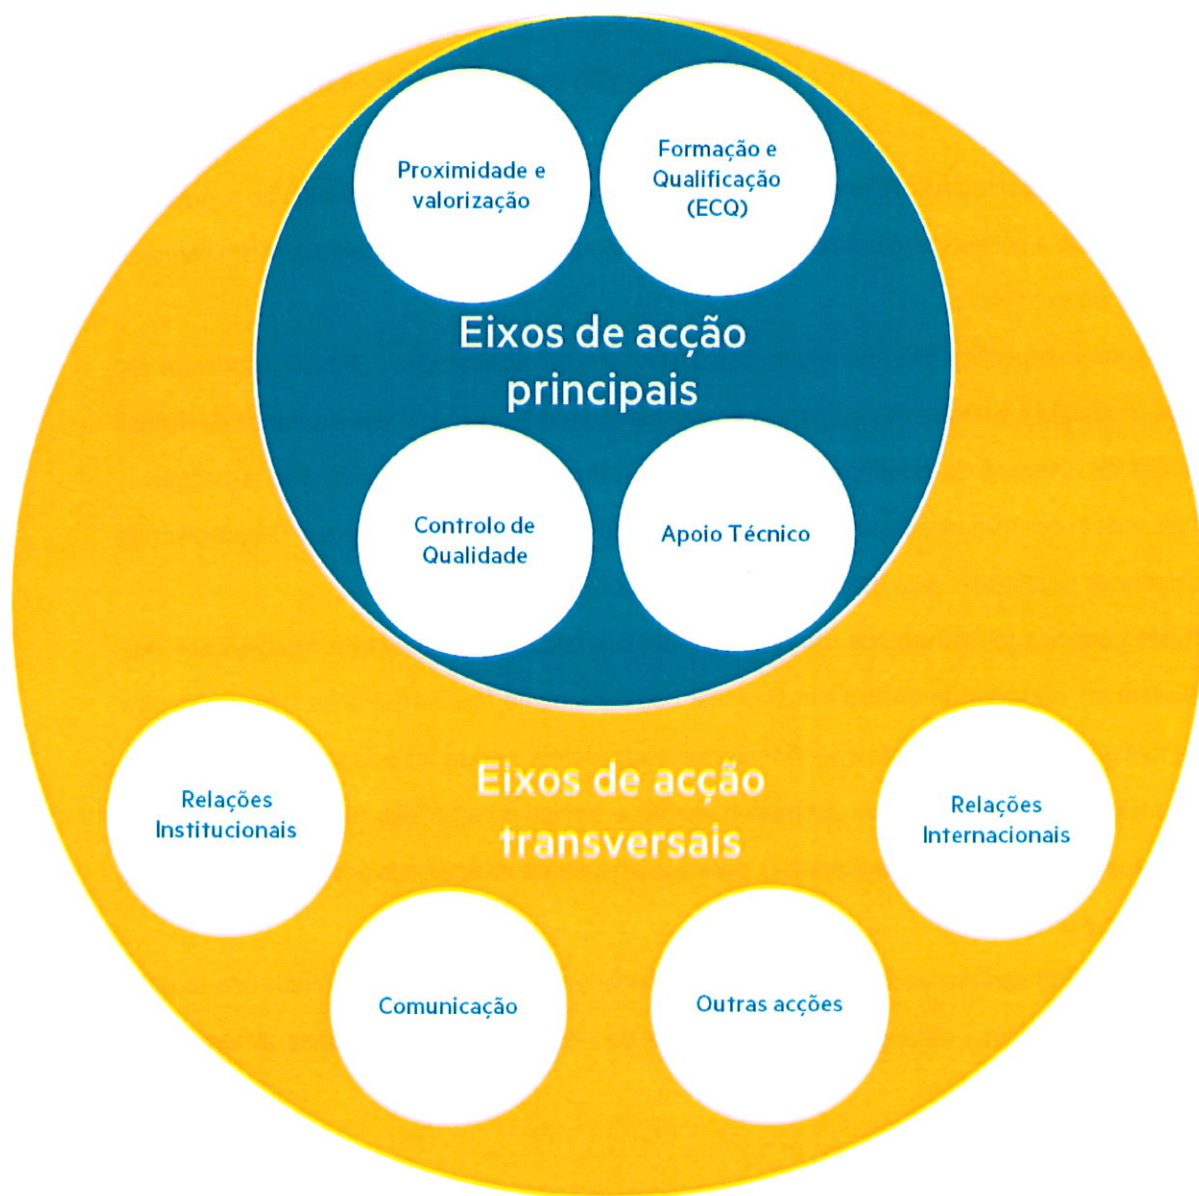 Proximidade e
valorização
Formação e
Qualificação
(ECQ)
Eixos de acção
principais
Controlo de
Qualidade
Apoio Técnico
Eixos de acção
transversais
Relações
Institucionais
Relações
Internacionais
Comunicação
Outras acções